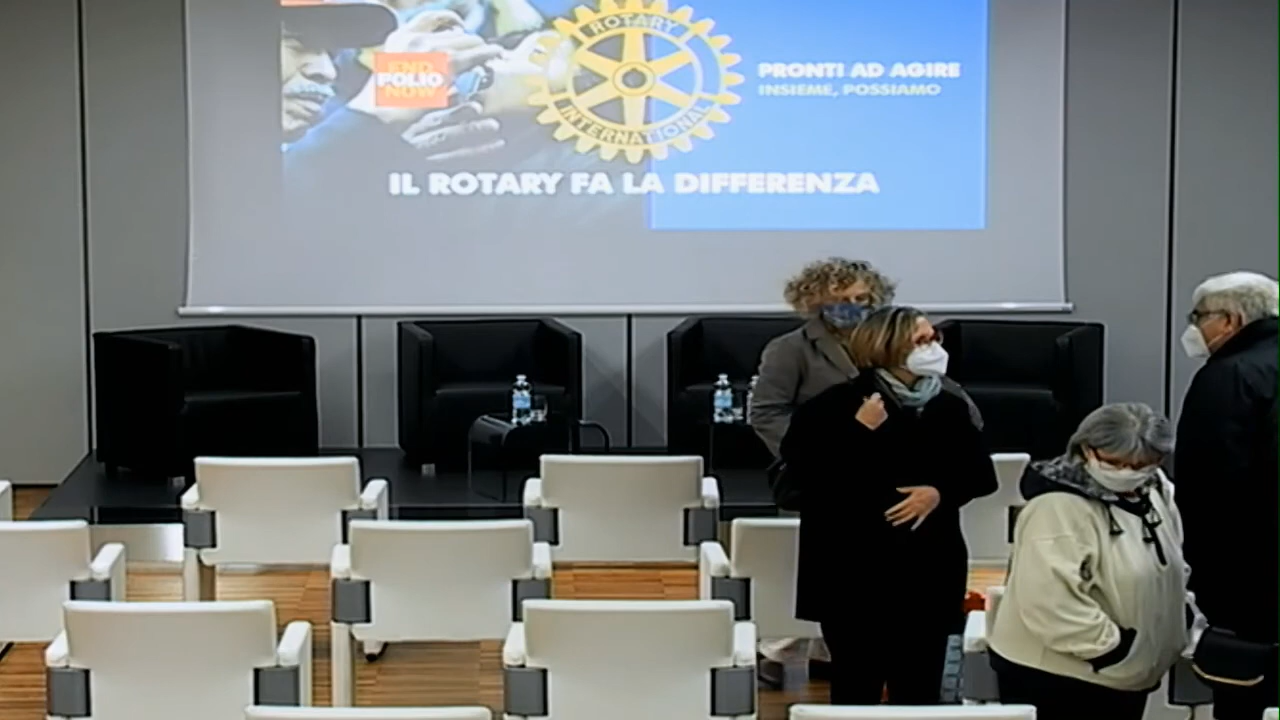 END
POLIO
NOW
ROTARY
INTERNATIONAL
PRONTI AD AGIRE
INSIEME, POSSIAMO
IL ROTARY FA LA DIFFERENZA